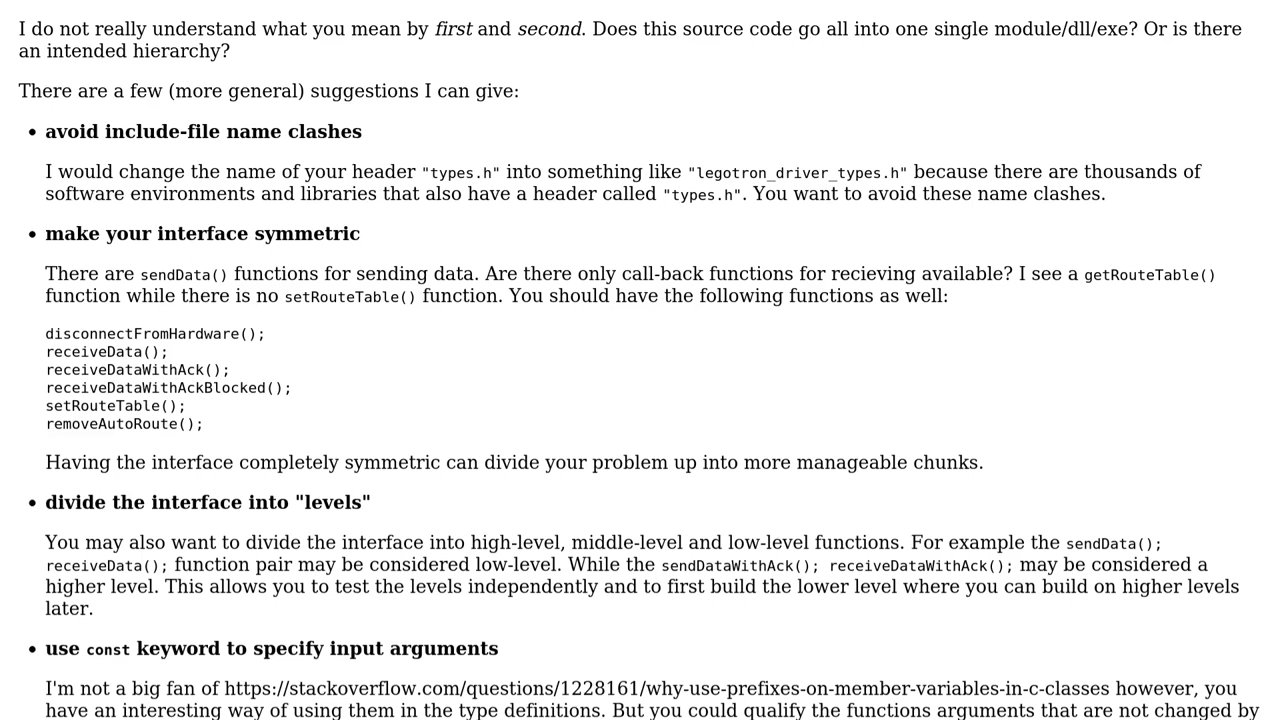 I do not really understand what you mean by first and second. Does this source code go all into one single module/dll/exe? Or is there
an intended hierarchy?
There are a few (more general) suggestions I can give:
• avoid include-file name clashes
I would change the name of your header "types.h" into something like "legotron_driver_types.h" because there are thousands of
software environments and libraries that also have a header called "types.h". You want to avoid these name clashes.
• make your interface symmetric
There are sendData() functions for sending data. Are there only call-back functions for recieving available? I see a getRouteTable()
function while there is no setRouteTable() function. You should have the following functions as well:
disconnectFromHardware();
receiveData();
receiveDataWithAck();
receiveDataWithAckBlocked();
setRouteTable();
removeAutoRoute();
Having the interface completely symmetric can divide your problem up into more manageable chunks.
• divide the interface into "levels"
You may also want to divide the interface into high-level, middle-level and low-level functions. For example the sendData();
receiveData(); function pair may be considered low-level. While the sendDataWithAck(); receiveDataWithAck(); may be considered a
higher level. This allows you to test the levels independently and to first build the lower level where you can build on higher levels
later.
• use const keyword to specify input arguments
I'm not a big fan of https://stackoverflow.com/questions/1228161/why-use-prefixes-on-member-variables-in-c-classes however, you
have an interesting way of using them in the type definitions. But you could qualify the functions arguments that are not changed by